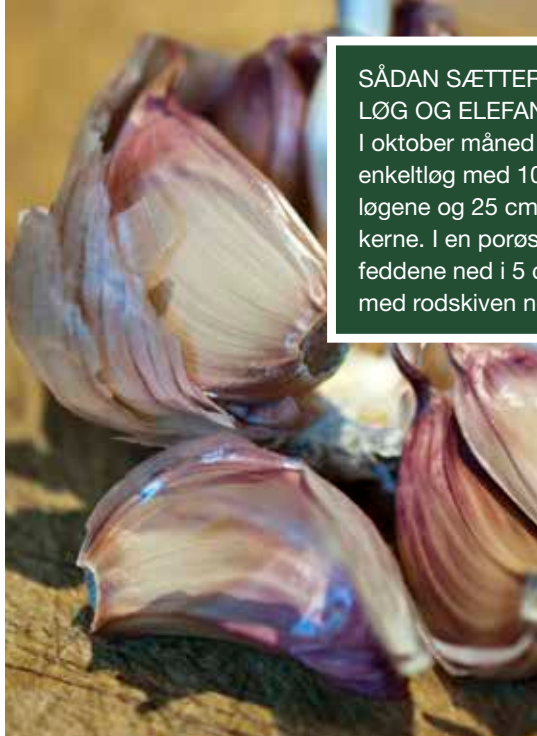 SÅDAN SÆTTER
LØG OG ELEFAN
I oktober måned
enkeltløg med 10
løgene og 25 cm
kerne. I en porøs
feddene ned i 5 c
med rodskiven n